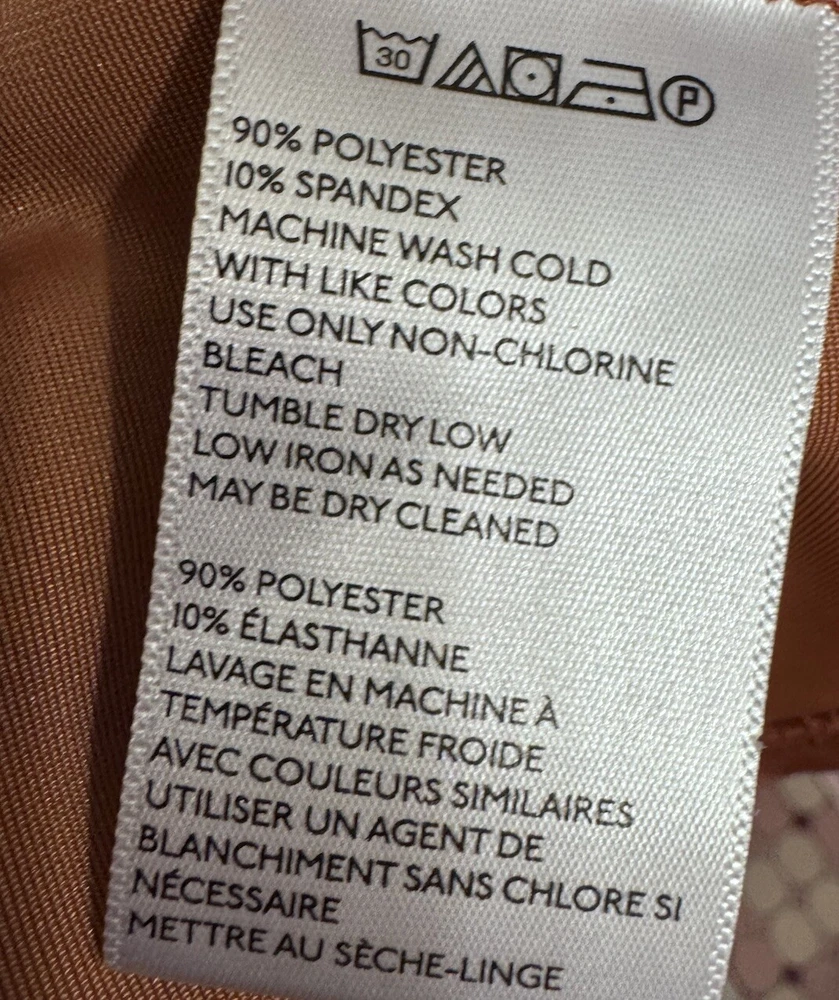 30 P
90% POLYESTER
10% SPANDEX
MACHINE WASH COLD
WITH LIKE COLORS
USE ONLY NON-CHLORINE
BLEACH
TUMBLE DRY LOW
LOW IRON AS NEEDED
MAY BE DRY CLEANED
90% POLYESTER
10% ÉLASTHANNE
LAVAGE EN MACHINE À
TEMPÉRATURE FROIDE
AVEC COULEURS SIMILAIRES
UTILISER UN AGENT DE
BLANCHIMENT SANS CHLORE SI
NÉCESSAIRE
METTRE AU SÈCHE-LINGE